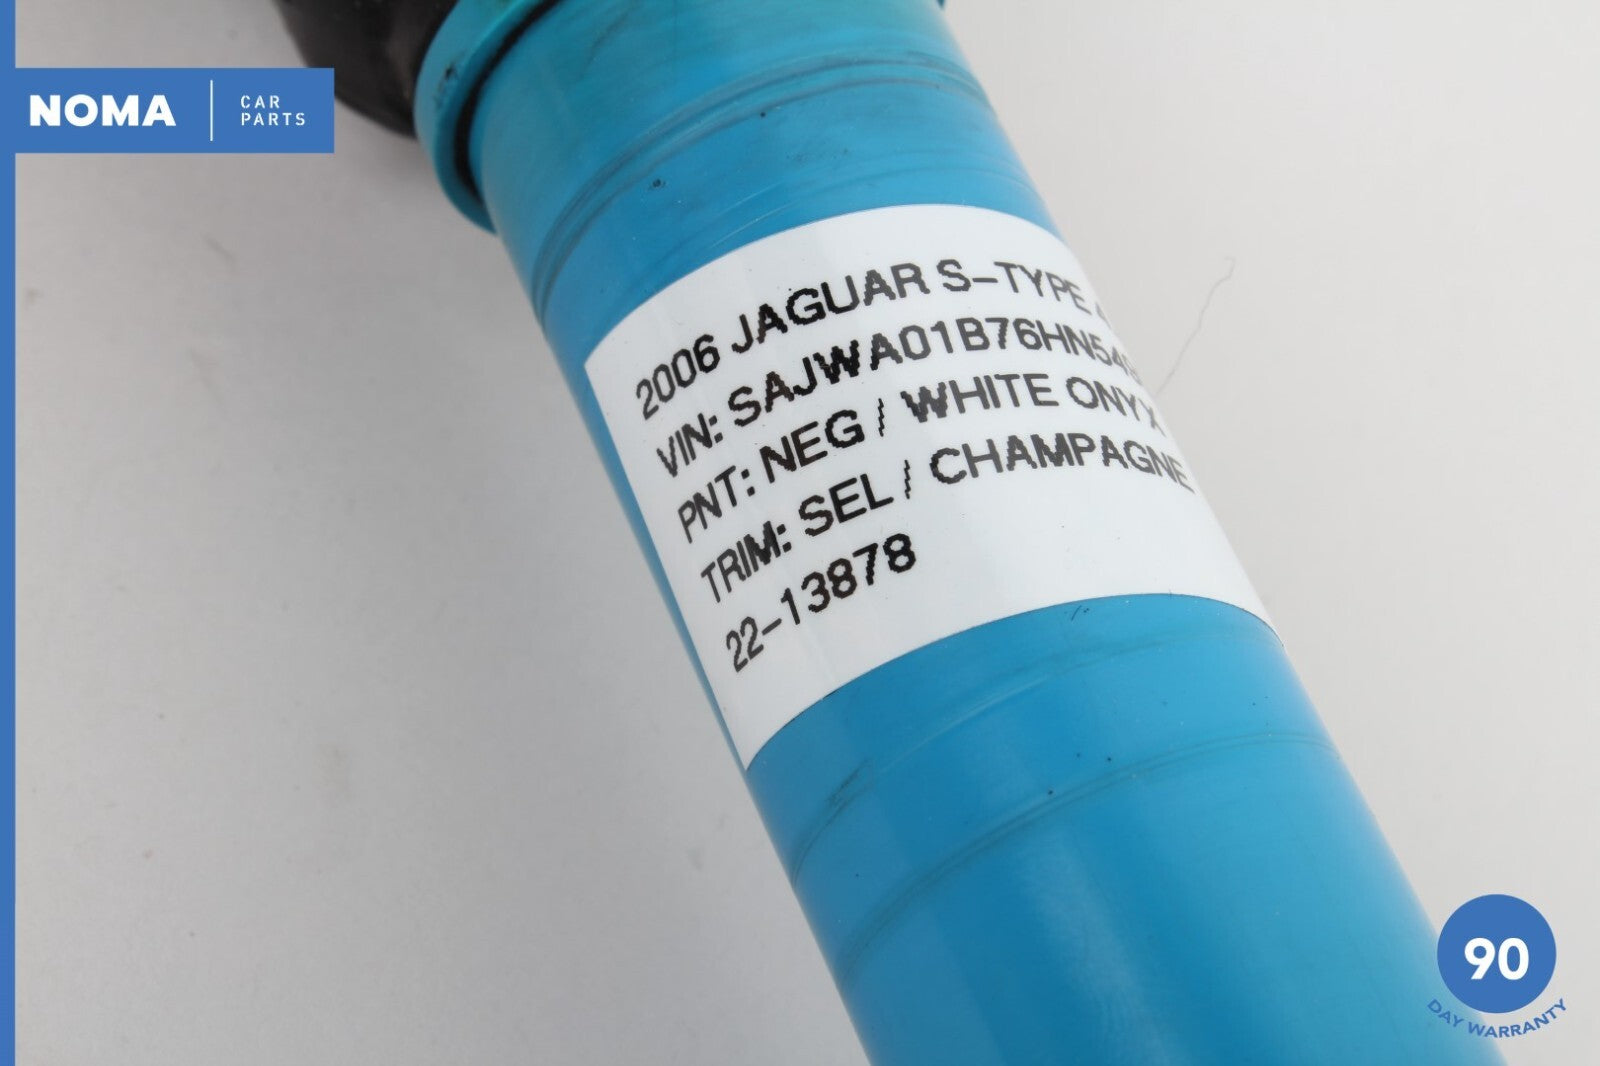 NOMA
CAR
PARTS
2006 JAGUAR S-TYPE
VIN:
PNT: NEG / WHITE ONYX
TRIM: SEL / CHAMPAGNE
22-13878
90
DAY WARRANTY